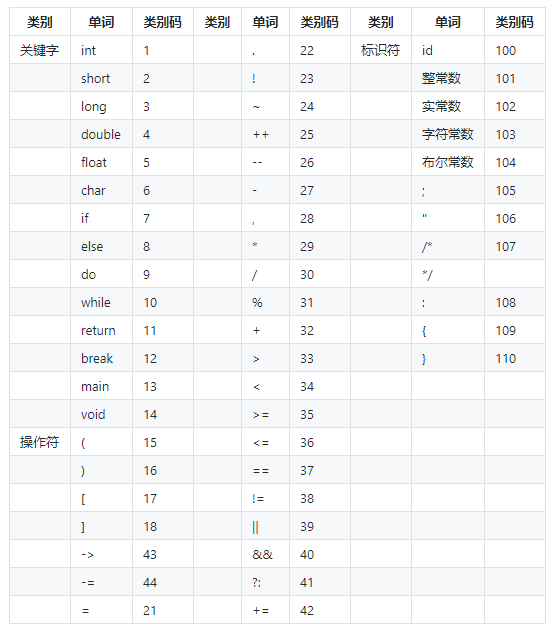 类别 单词 类别码 类别 单词 类别码 类别 单词 类别码
关键字 int 1 . 22 标识符 id 100
short 2 ! 23 整常数 101
long 3 ~ 24 实常数 102
double 4 ++ 25 字符常数 103
float 5 -- 26 布尔常数 104
char 6 - 27 ; 105
if 7 , 28 " 106
else 8 * 29 /* 107
do 9 / 30 */
while 10 % 31 : 108
return 11 + 32 { 109
break 12 > 33 } 110
main 13 < 34
void 14 >= 35
操作符 ( 15 <= 36
) 16 == 37
[ 17 != 38
] 18 || 39
-> 43 && 40
-= 44 ?: 41
= 21 += 42